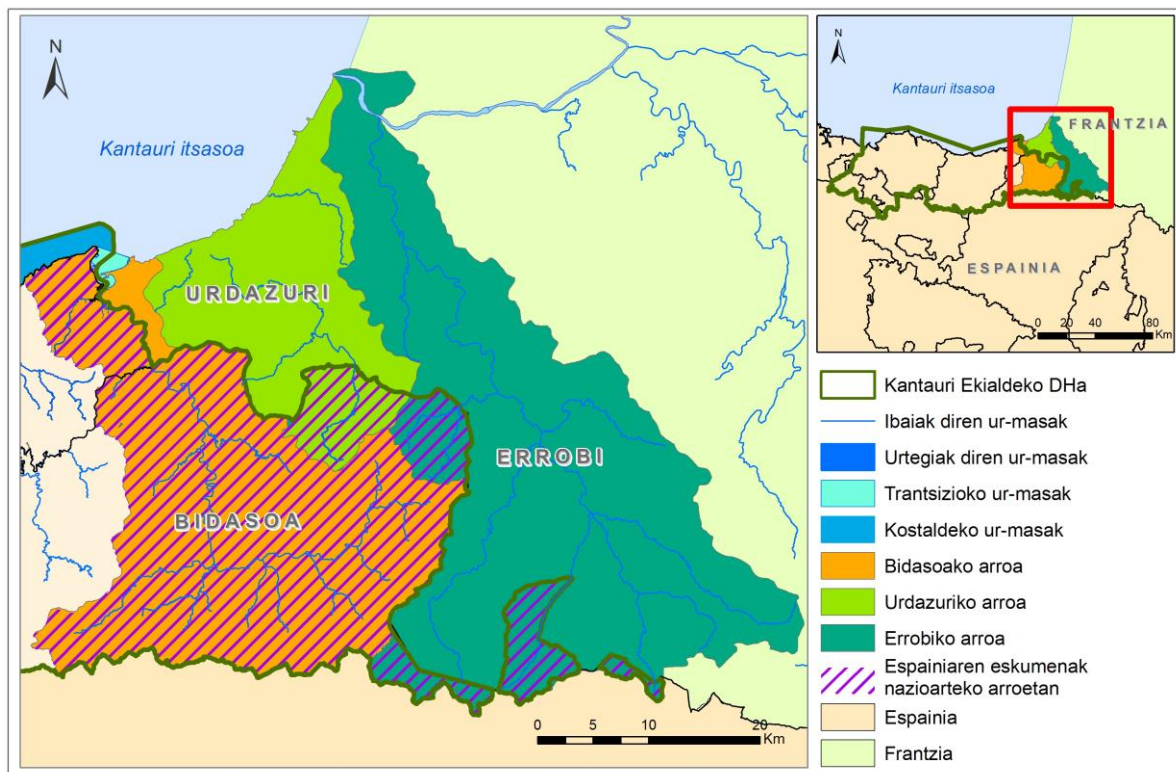 N
Kantauri itsasoa
URDAZURI
ERROBI
BIDASOA
0 5 10 20
Km
N
Kantauri itsasoa
FRANTZIA
ESPAINIA
0 20 40 80
Km
Kantauri Ekialdeko DHa
Ibaiak diren ur-masak
Urtegiak diren ur-masak
Trantsizioko ur-masak
Kostaldeko ur-masak
Bidasoako arroa
Urdazuriko arroa
Errobiko arroa
Espainiaren eskumenak
nazioarteko arroetan
Espainia
Frantzia